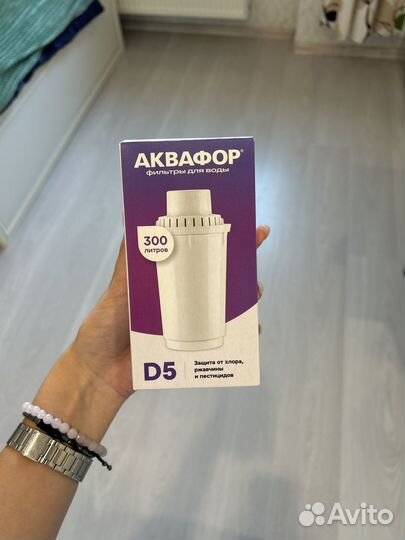 АКВАФОР®
фильтры для воды
300
литров
D5
Защита от хлора,
ржавчины
и пестицидов
Avito